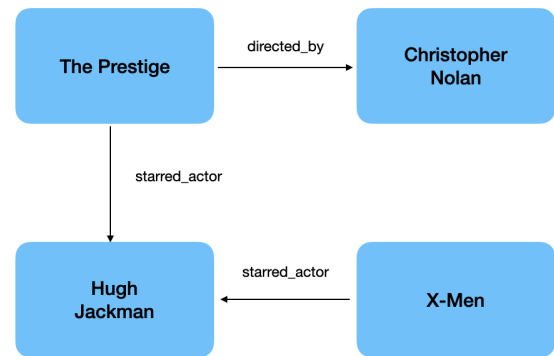 directed_by
The Prestige
Christopher
Nolan
starred_actor
starred_actor
Hugh
Jackman
X-Men